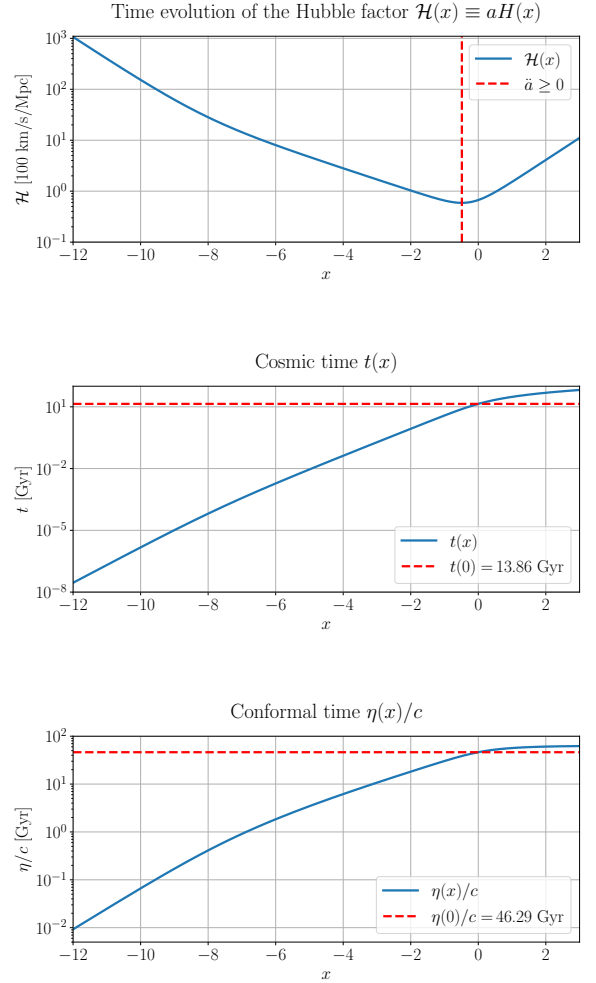 Time evolution of the Hubble factor ℋ(x) ≡ aH(x)
10³
10²
10¹
10⁰
10⁻¹
ℋ [100 km/s/Mpc]
ℋ(x)
ä ≥ 0
−12 −10 −8 −6 −4 −2 0 2
x
Cosmic time t(x)
10¹
10⁻²
10⁻⁵
10⁻⁸
t [Gyr]
t(x)
t(0) = 13.86 Gyr
−12 −10 −8 −6 −4 −2 0 2
x
Conformal time η(x)/c
10²
10¹
10⁰
10⁻¹
10⁻²
η/c [Gyr]
η(x)/c
η(0)/c = 46.29 Gyr
−12 −10 −8 −6 −4 −2 0 2
x